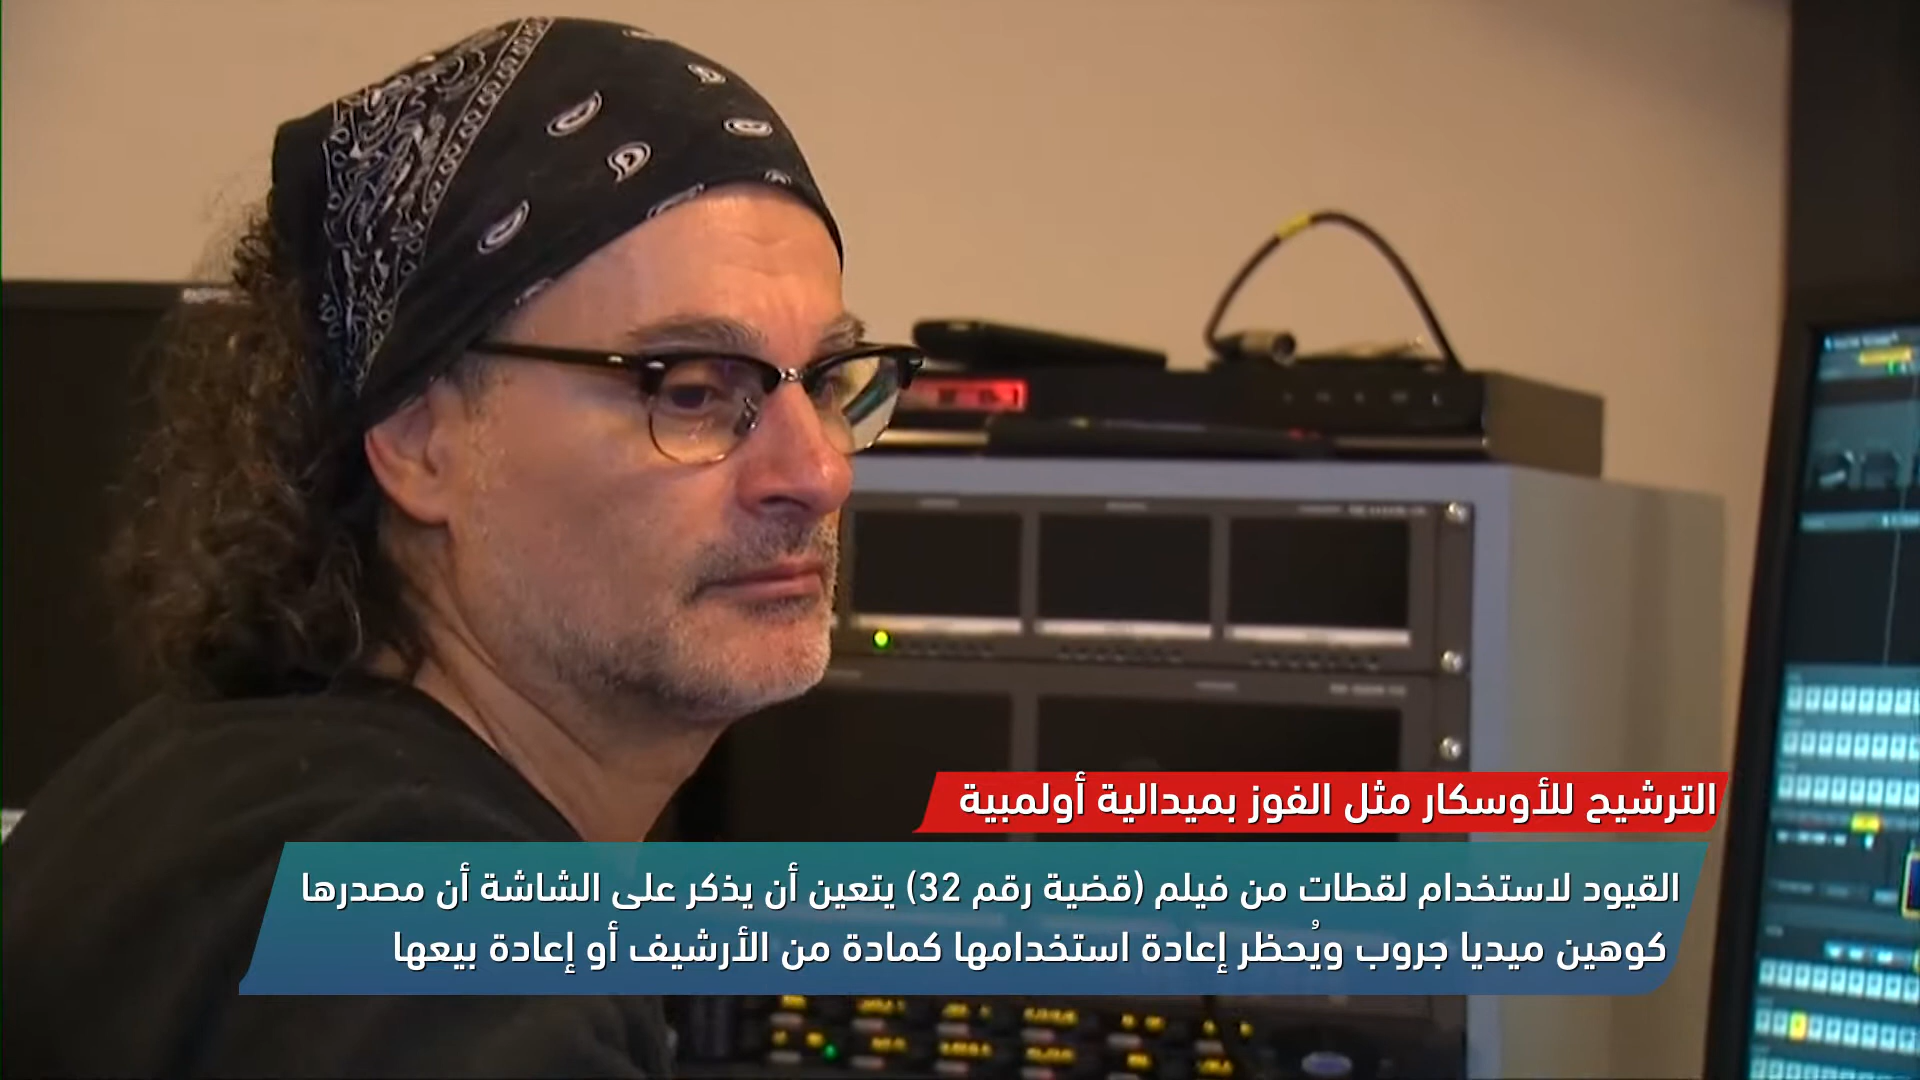 الترشيح للأوسكار مثل الفوز بميدالية أولمبية
القيود لاستخدام لقطات من فيلم (قضية رقم 32) يتعين أن يذكر على الشاشة أن مصدرها
كوهين ميديا جروب ويُحظر إعادة استخدامها كمادة من الأرشيف أو إعادة بيعها